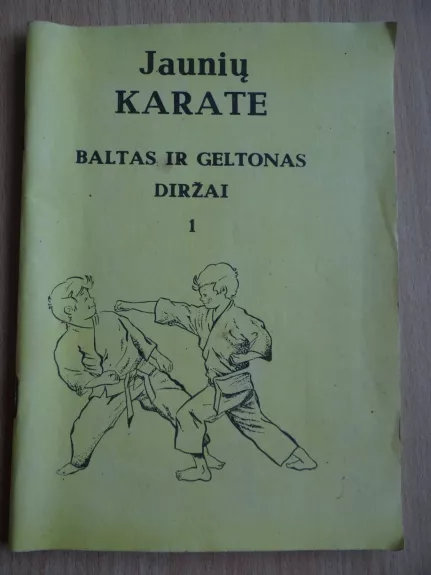 Jaunių
KARATE
BALTAS IR GELTONAS
DIRŽAI
1